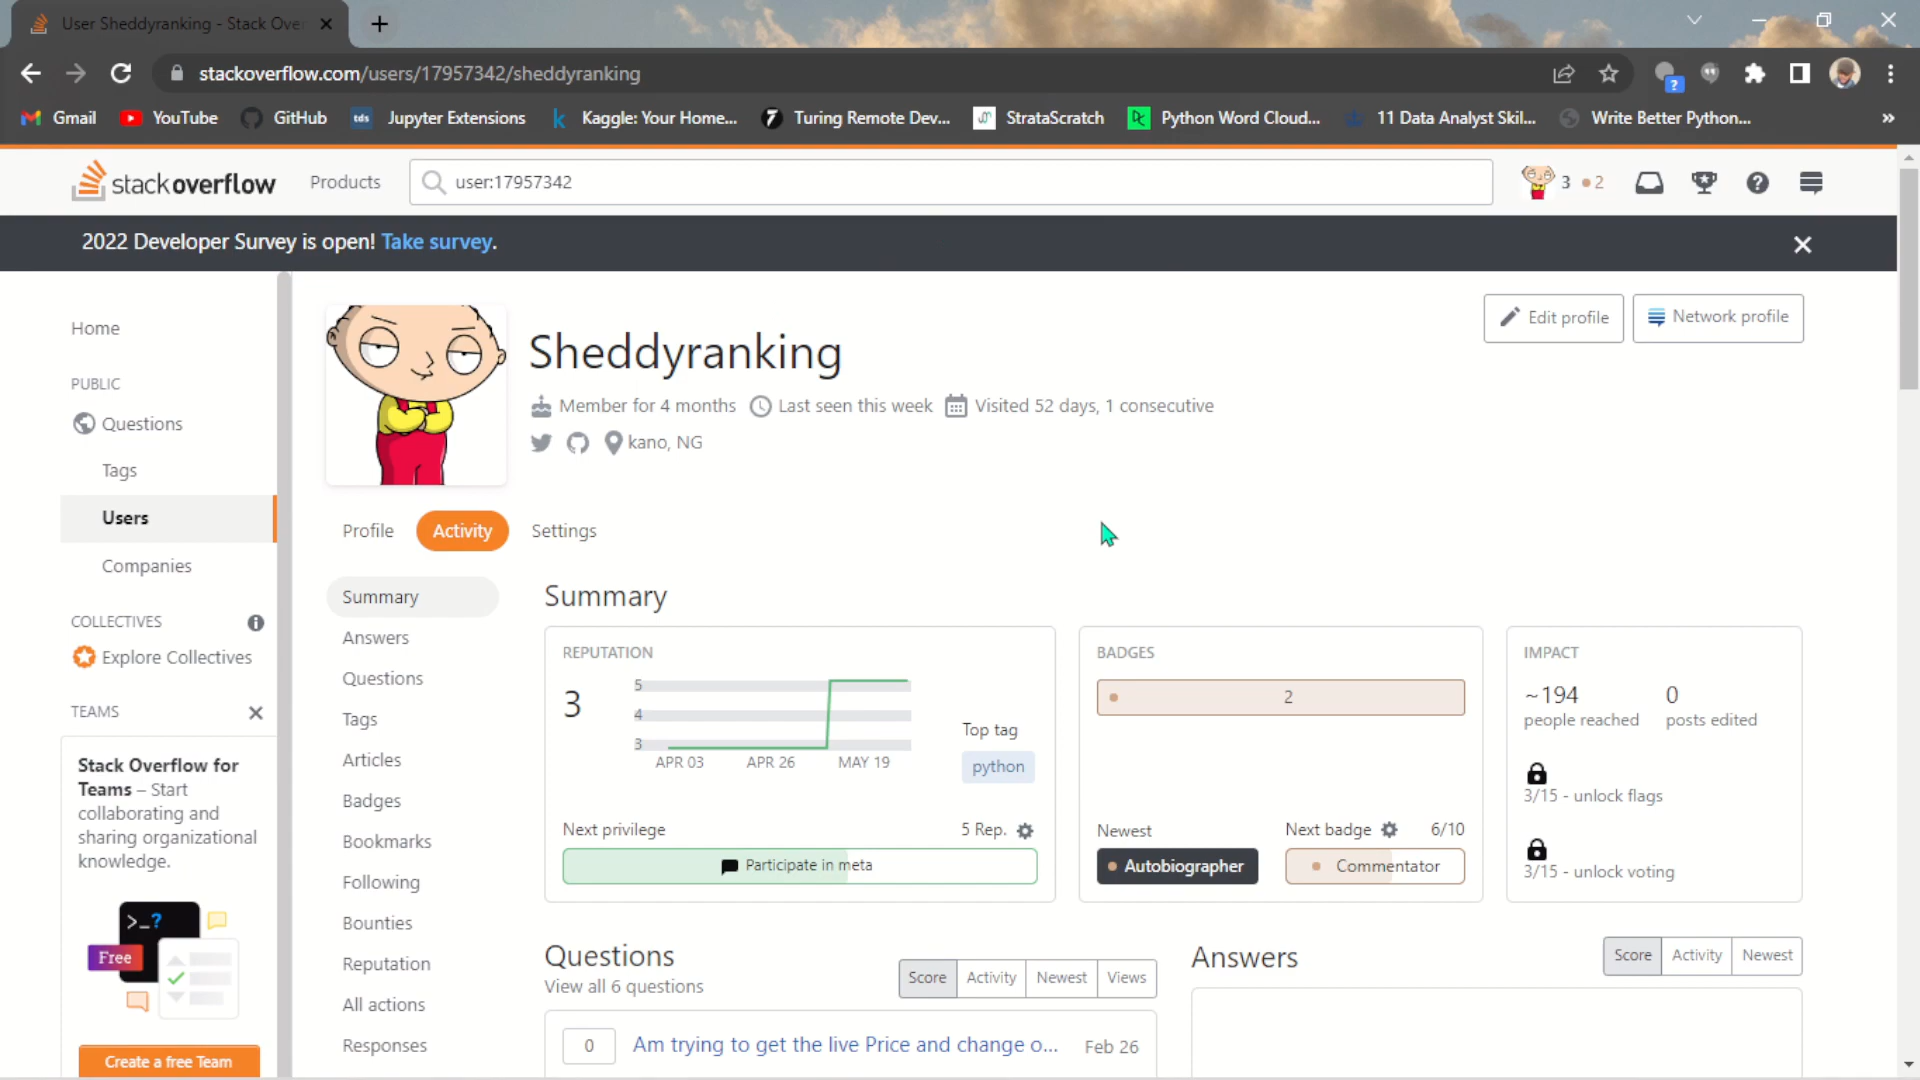 User Sheddyranking - Stack Over
stackoverflow.com/users/17957342/sheddyranking
Gmail YouTube GitHub tds Jupyter Extensions Kaggle: Your Home... Turing Remote Dev... StrataScratch Python Word Cloud... 11 Data Analyst Skil... Write Better Python... »
stackoverflow Products user:17957342 3 2
2022 Developer Survey is open! Take survey.
Home
PUBLIC
Questions
Tags
Users
Companies
COLLECTIVES
Explore Collectives
TEAMS
Stack Overflow for
Teams – Start
collaborating and
sharing organizational
knowledge.
>_?
Free
Create a free Team
Edit profile Network profile
Sheddyranking
Member for 4 months Last seen this week Visited 52 days, 1 consecutive
kano, NG
Profile Activity Settings
Summary
Answers
Questions
Tags
Articles
Badges
Bookmarks
Following
Bounties
Reputation
All actions
Responses
Summary
REPUTATION
3
5
4
3
APR 03 APR 26 MAY 19
Top tag
python
Next privilege 5 Rep.
Participate in meta
BADGES
2
Newest Next badge 6/10
Autobiographer Commentator
IMPACT
~194 0
people reached posts edited
3/15 - unlock flags
3/15 - unlock voting
Questions
View all 6 questions
Score Activity Newest Views
0 Am trying to get the live Price and change o... Feb 26
Answers
Score Activity Newest